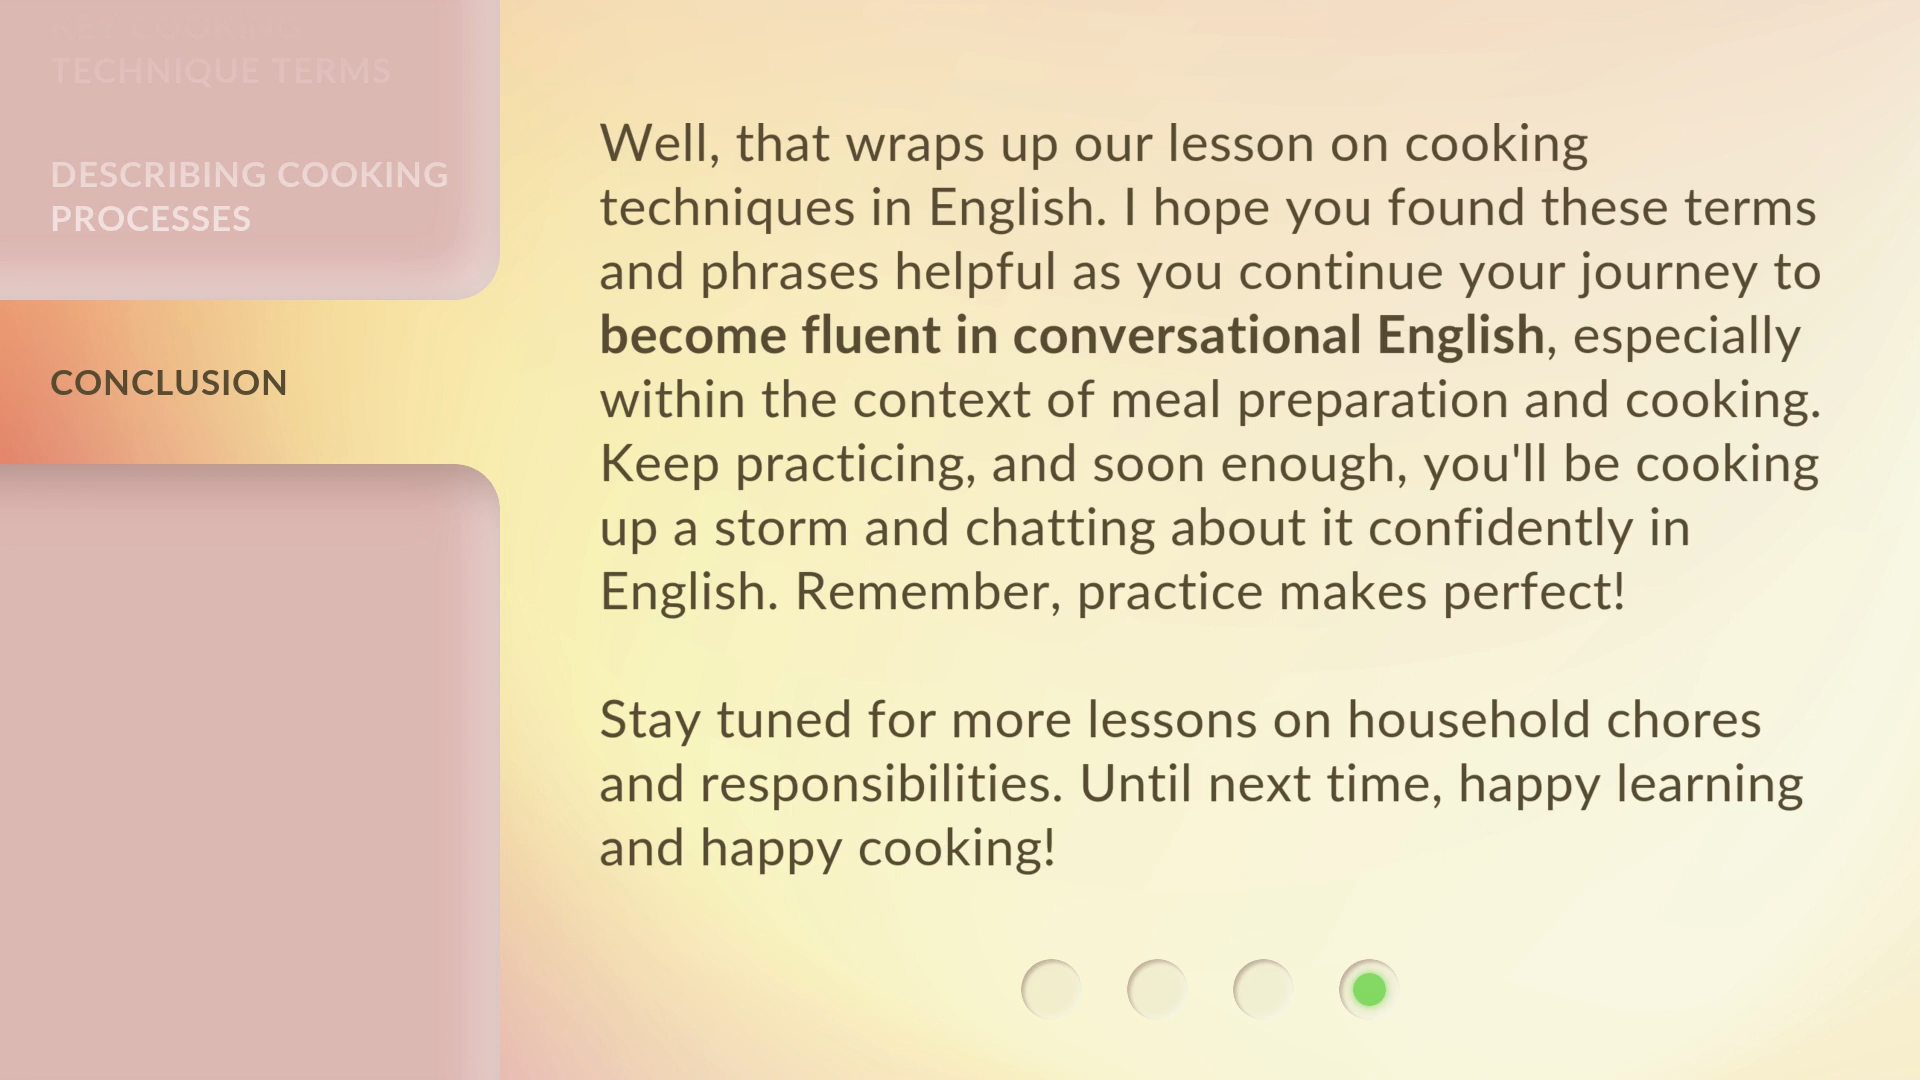 KEY COOKING
TECHNIQUE TERMS
DESCRIBING COOKING
PROCESSES
CONCLUSION
Well, that wraps up our lesson on cooking
techniques in English. I hope you found these terms
and phrases helpful as you continue your journey to
become fluent in conversational English, especially
within the context of meal preparation and cooking.
Keep practicing, and soon enough, you'll be cooking
up a storm and chatting about it confidently in
English. Remember, practice makes perfect!
Stay tuned for more lessons on household chores
and responsibilities. Until next time, happy learning
and happy cooking!